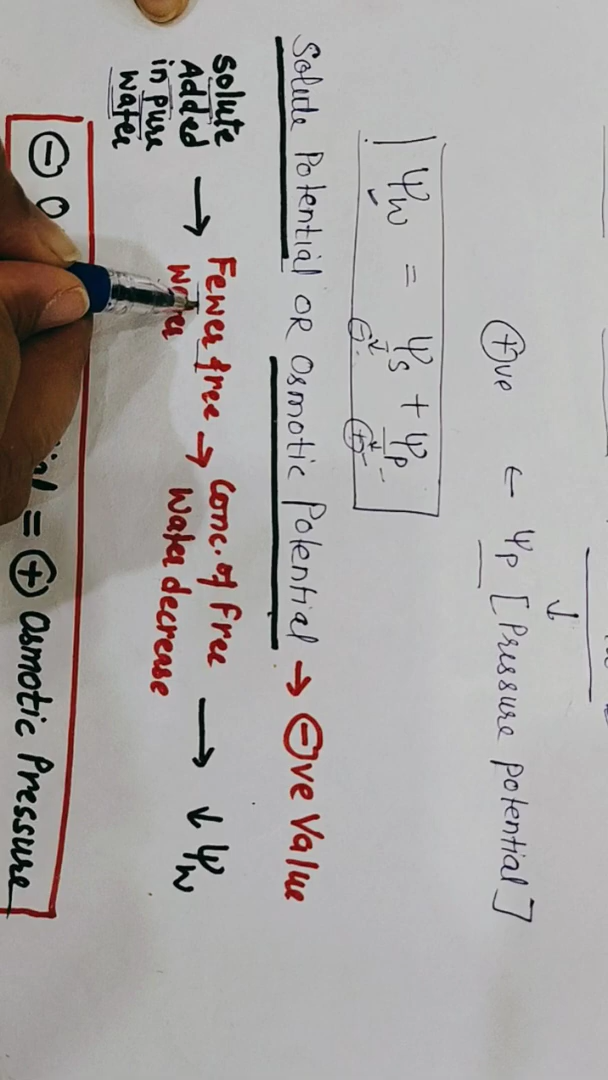 ⊕ve ← Ψp [Pressure potential]
Ψw = Ψs + Ψp
⊖ ⊕
Solute Potential OR Osmotic Potential → ⊖ve Value
Solute Added in pure water → Fewer free → Conc. of free water decrease → ↓ Ψw
⊖ = ⊕ Osmotic Pressure